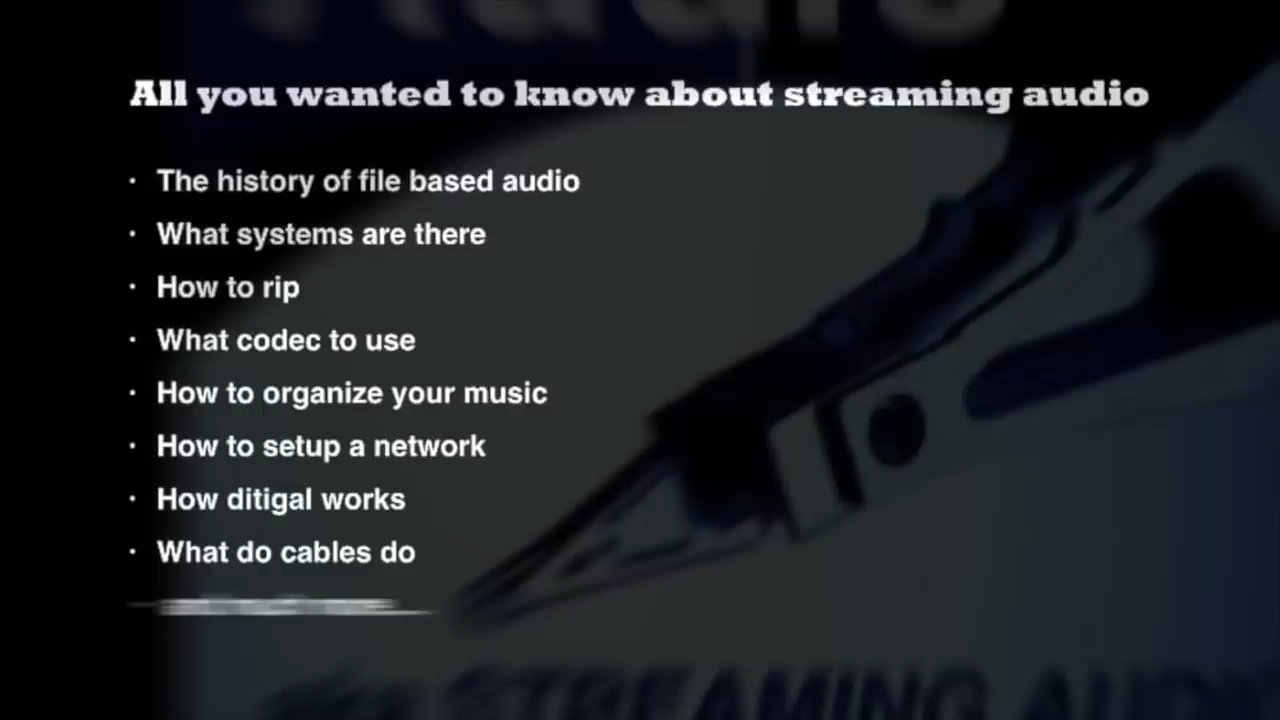 All you wanted to know about streaming audio
· The history of file based audio
· What systems are there
· How to rip
· What codec to use
· How to organize your music
· How to setup a network
· How ditigal works
· What do cables do
STREAMING AUDI